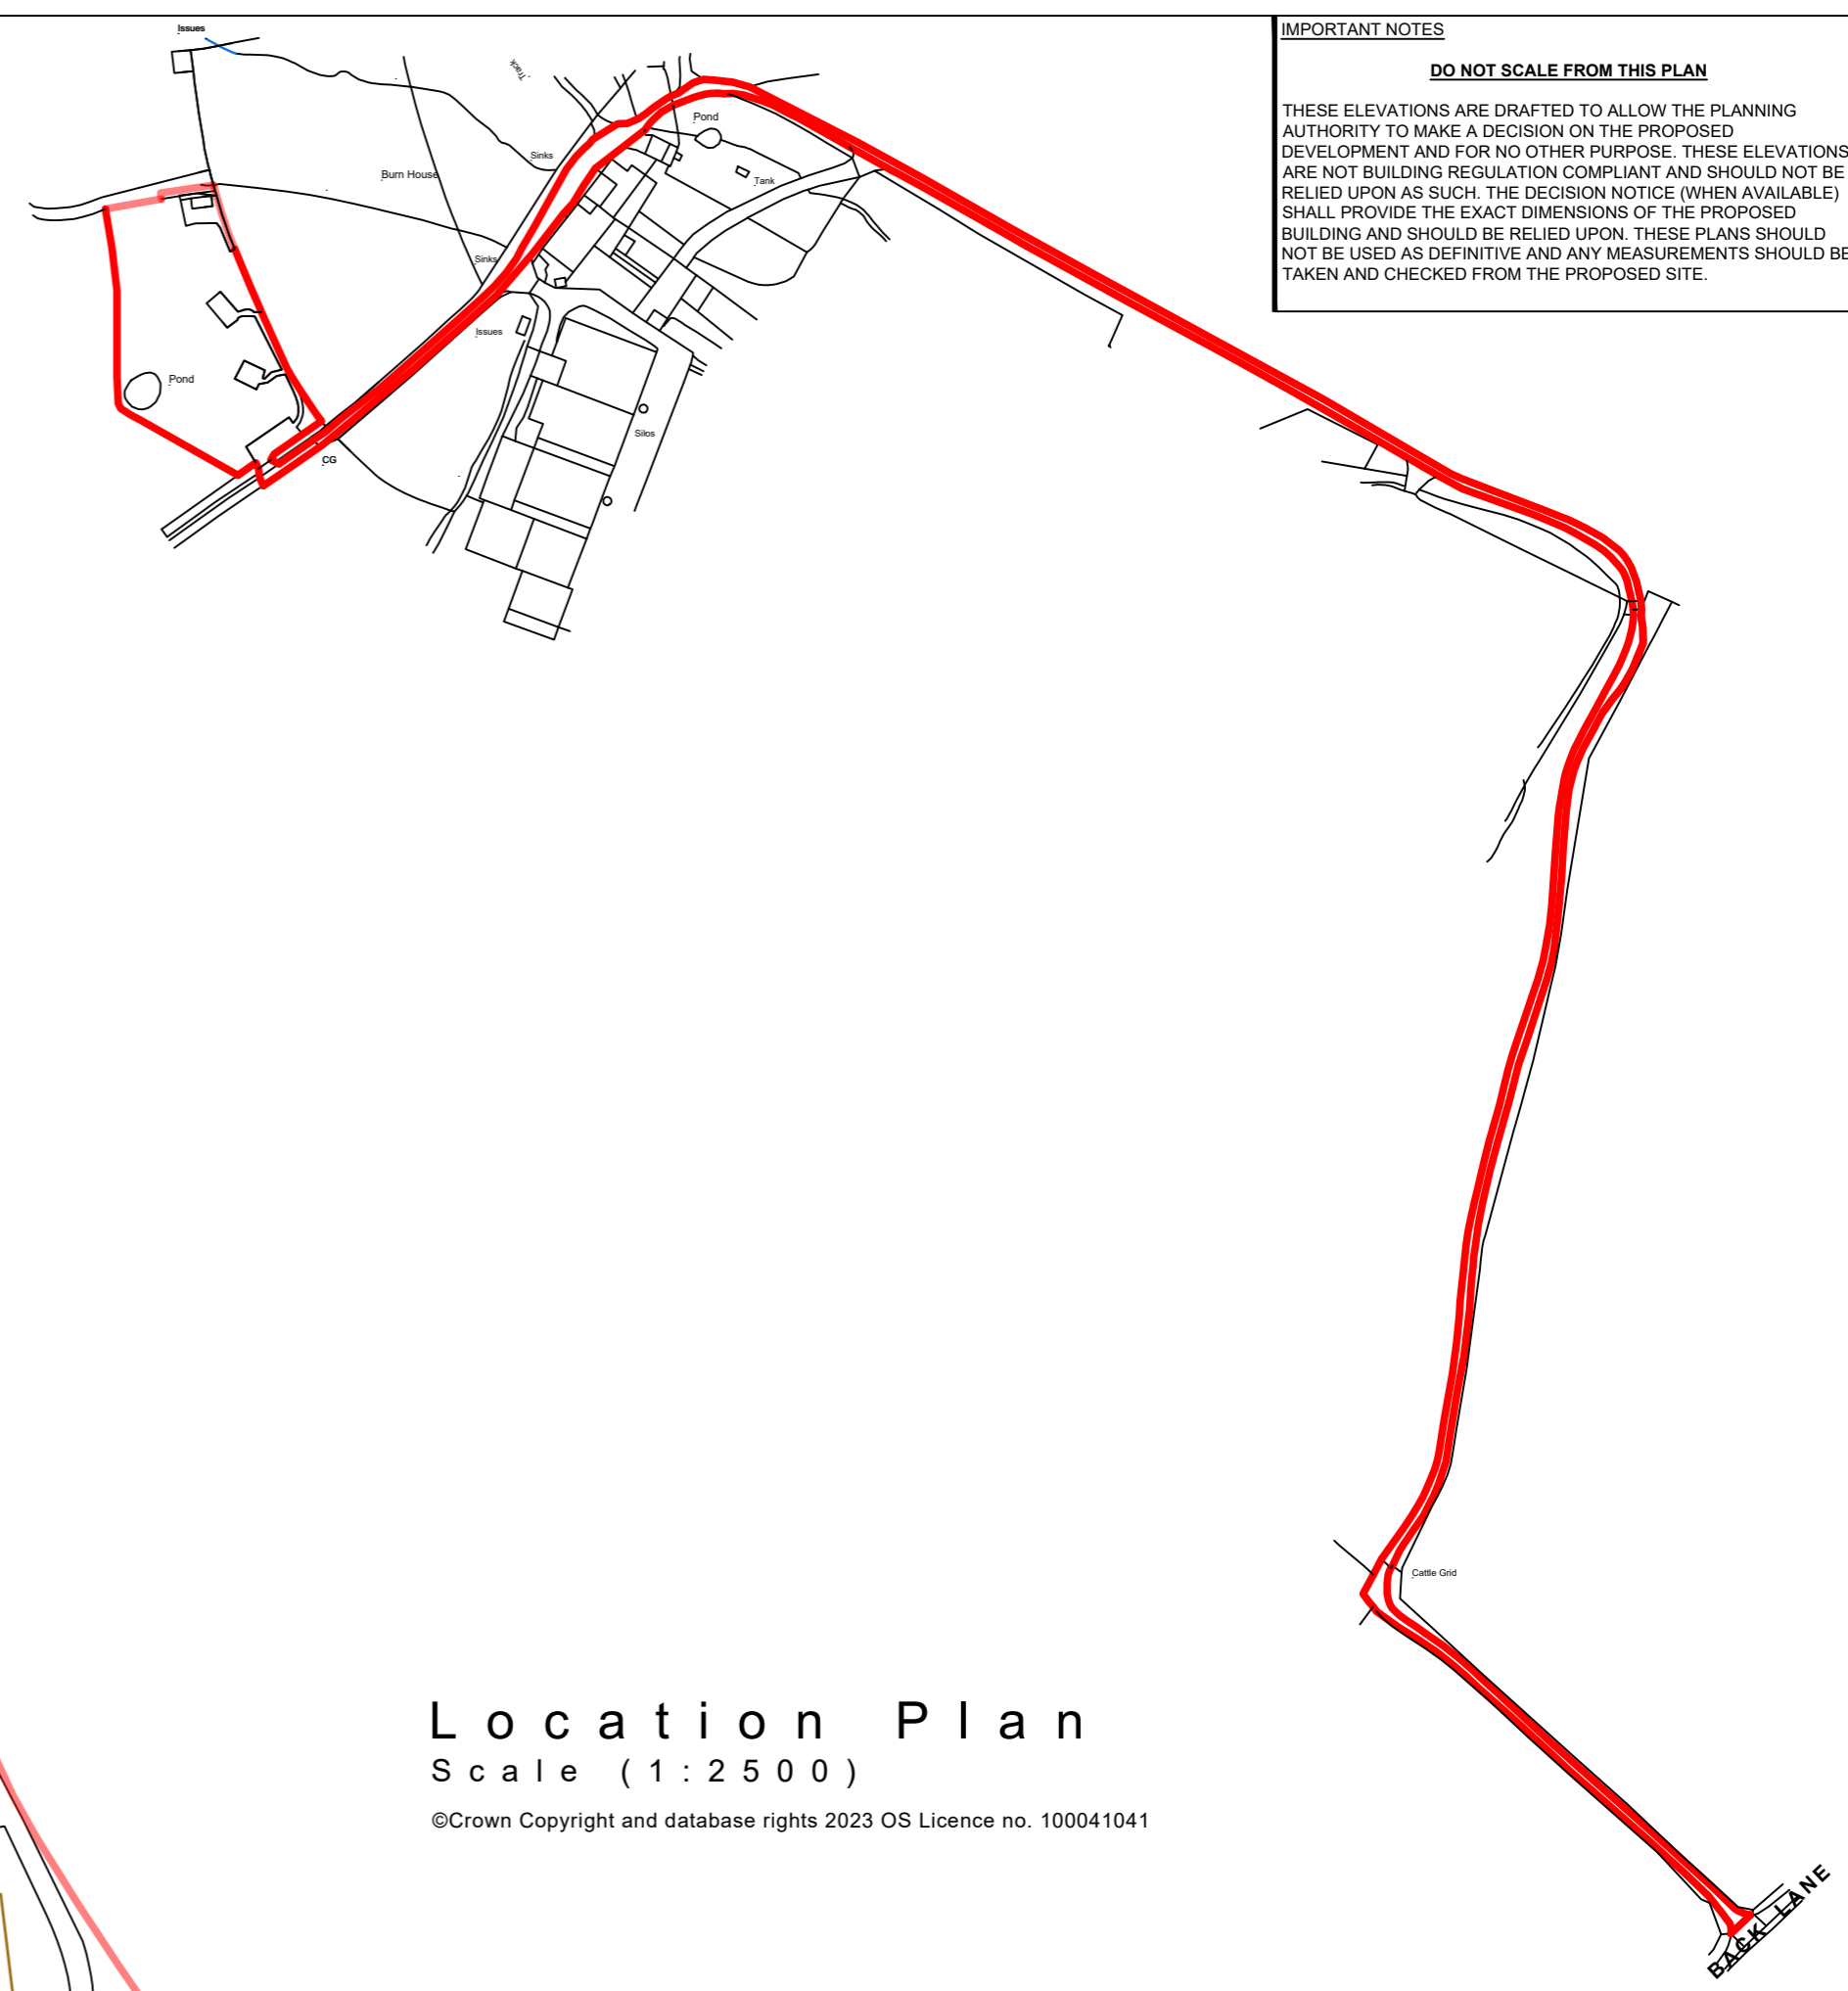 IMPORTANT NOTES
DO NOT SCALE FROM THIS PLAN
THESE ELEVATIONS ARE DRAFTED TO ALLOW THE PLANNING
AUTHORITY TO MAKE A DECISION ON THE PROPOSED
DEVELOPMENT AND FOR NO OTHER PURPOSE. THESE ELEVATIONS
ARE NOT BUILDING REGULATION COMPLIANT AND SHOULD NOT BE
RELIED UPON AS SUCH. THE DECISION NOTICE (WHEN AVAILABLE)
SHALL PROVIDE THE EXACT DIMENSIONS OF THE PROPOSED
BUILDING AND SHOULD BE RELIED UPON. THESE PLANS SHOULD
NOT BE USED AS DEFINITIVE AND ANY MEASUREMENTS SHOULD BE
TAKEN AND CHECKED FROM THE PROPOSED SITE.
Issues
Track
Pond
Sinks
Burn House
Tank
Sinks
Issues
Pond
Silos
CG
Cattle Grid
Location Plan
Scale (1:2500)
©Crown Copyright and database rights 2023 OS Licence no. 100041041
BACK LANE